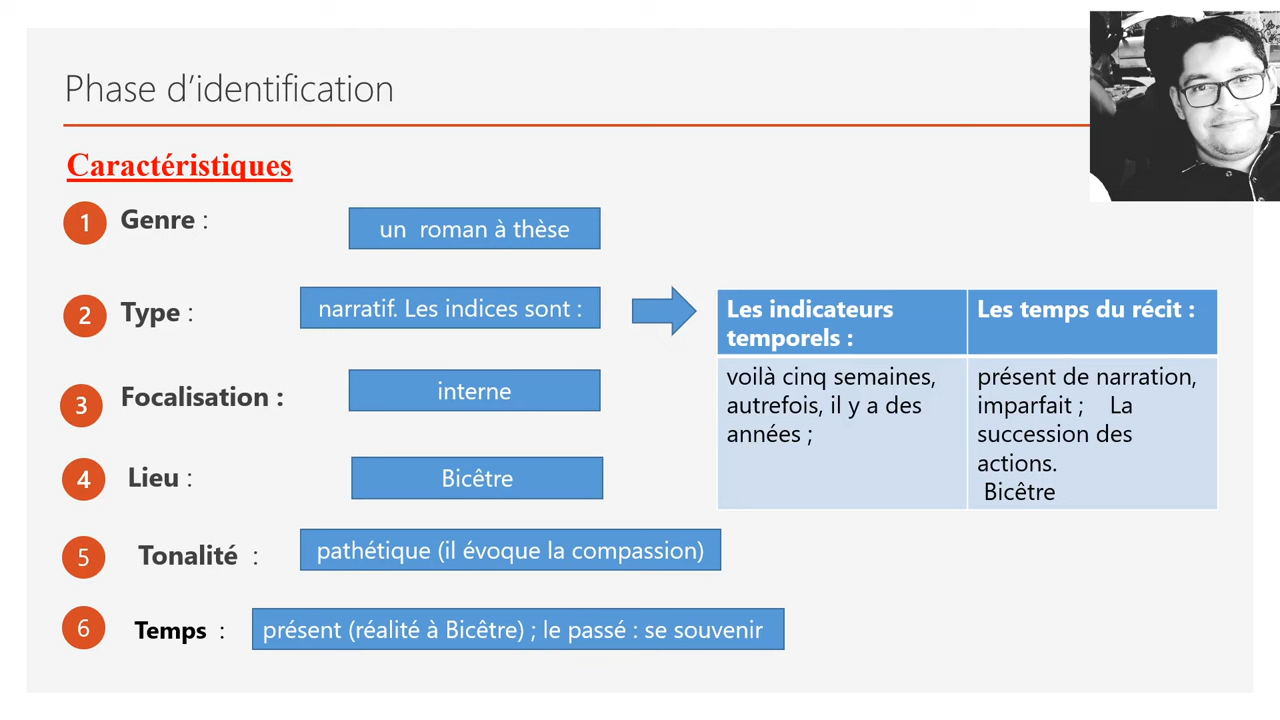 Phase d’identification
Caractéristiques
1 Genre :
un roman à thèse
2 Type :
narratif. Les indices sont :
Les indicateurs
temporels :
voilà cinq semaines,
autrefois, il y a des
années ;
Les temps du récit :
présent de narration,
imparfait ; La
succession des
actions.
Bicêtre
3 Focalisation :
interne
4 Lieu :
Bicêtre
5 Tonalité :
pathétique (il évoque la compassion)
6 Temps :
présent (réalité à Bicêtre) ; le passé : se souvenir